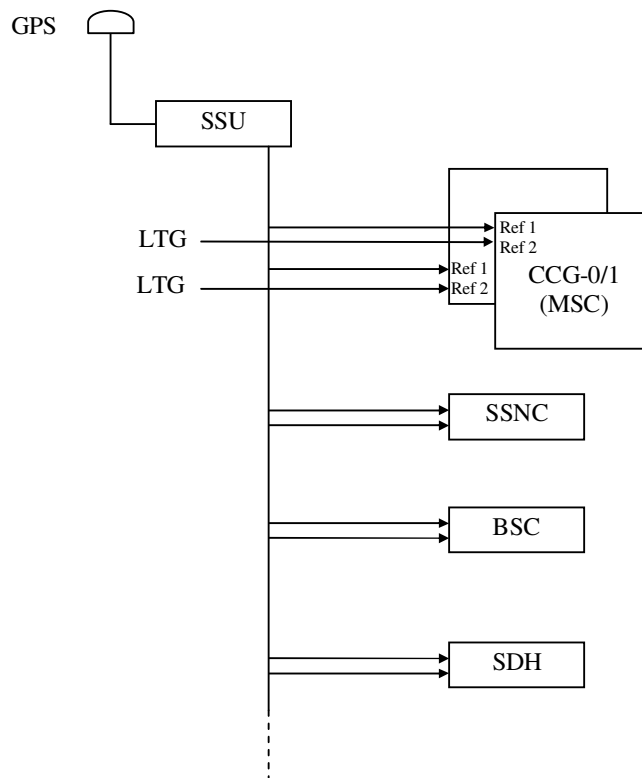 GPS
SSU
Ref 1
LTG
Ref 2
Ref 1
CCG-0/1
LTG
Ref 2
(MSC)
SSNC
BSC
SDH